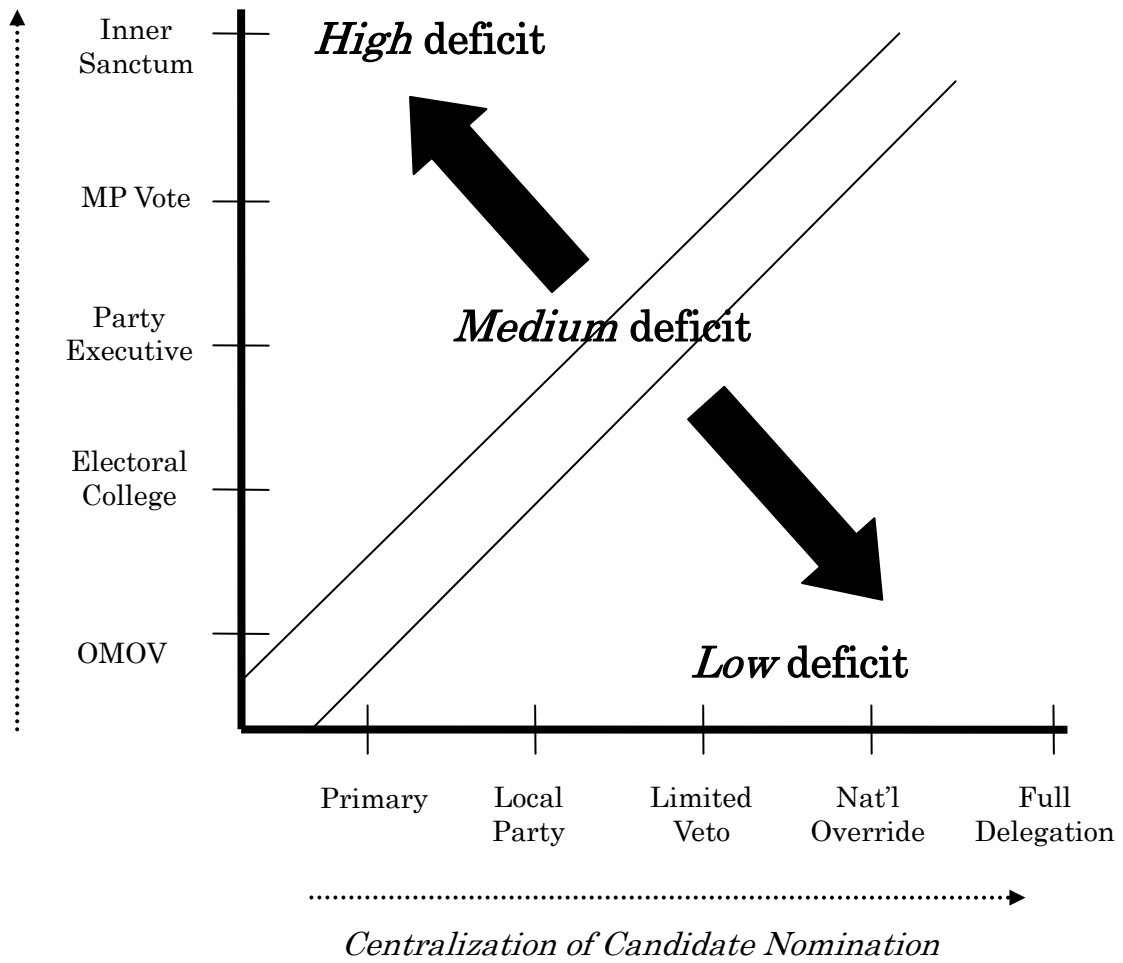 Inner
Sanctum
High deficit
MP Vote
Party
Executive
Medium deficit
Electoral
College
OMOV
Low deficit
Primary
Local
Party
Limited
Veto
Nat’l
Override
Full
Delegation
Centralization of Candidate Nomination